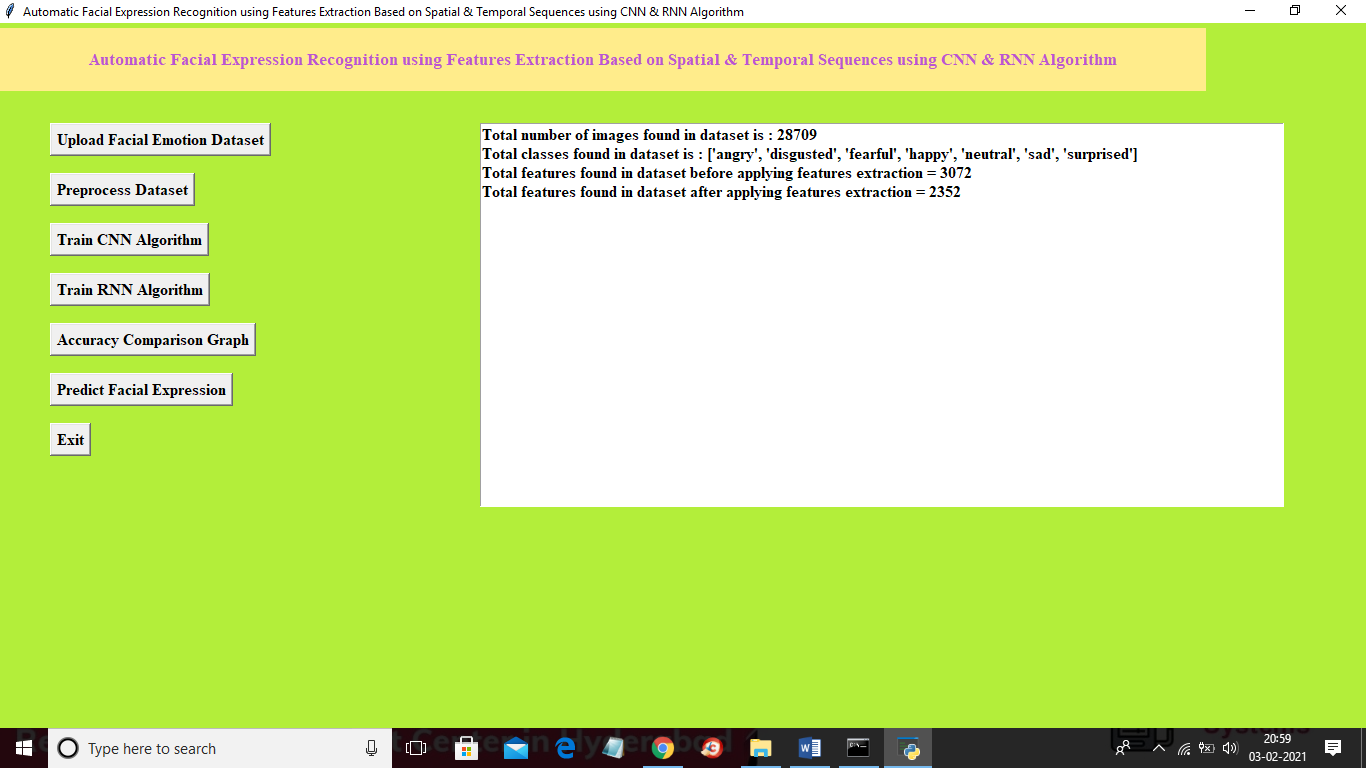 Automatic Facial Expression Recognition using Features Extraction Based on Spatial & Temporal Sequences using CNN & RNN Algorithm
Automatic Facial Expression Recognition using Features Extraction Based on Spatial & Temporal Sequences using CNN & RNN Algorithm
Upload Facial Emotion Dataset
Preprocess Dataset
Train CNN Algorithm
Train RNN Algorithm
Accuracy Comparison Graph
Predict Facial Expression
Exit
Total number of images found in dataset is : 28709
Total classes found in dataset is : ['angry', 'disgusted', 'fearful', 'happy', 'neutral', 'sad', 'surprised']
Total features found in dataset before applying features extraction = 3072
Total features found in dataset after applying features extraction = 2352
Type here to search
20:59
03-02-2021